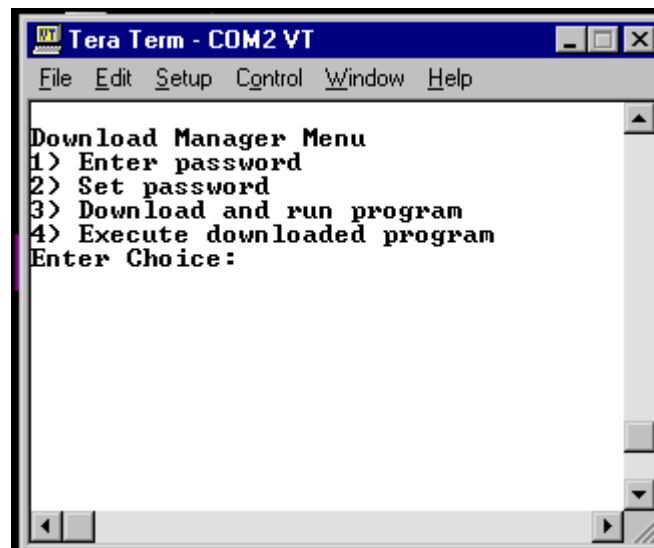 Tera Term - COM2 VT
File Edit Setup Control Window Help
Download Manager Menu
1) Enter password
2) Set password
3) Download and run program
4) Execute downloaded program
Enter Choice: